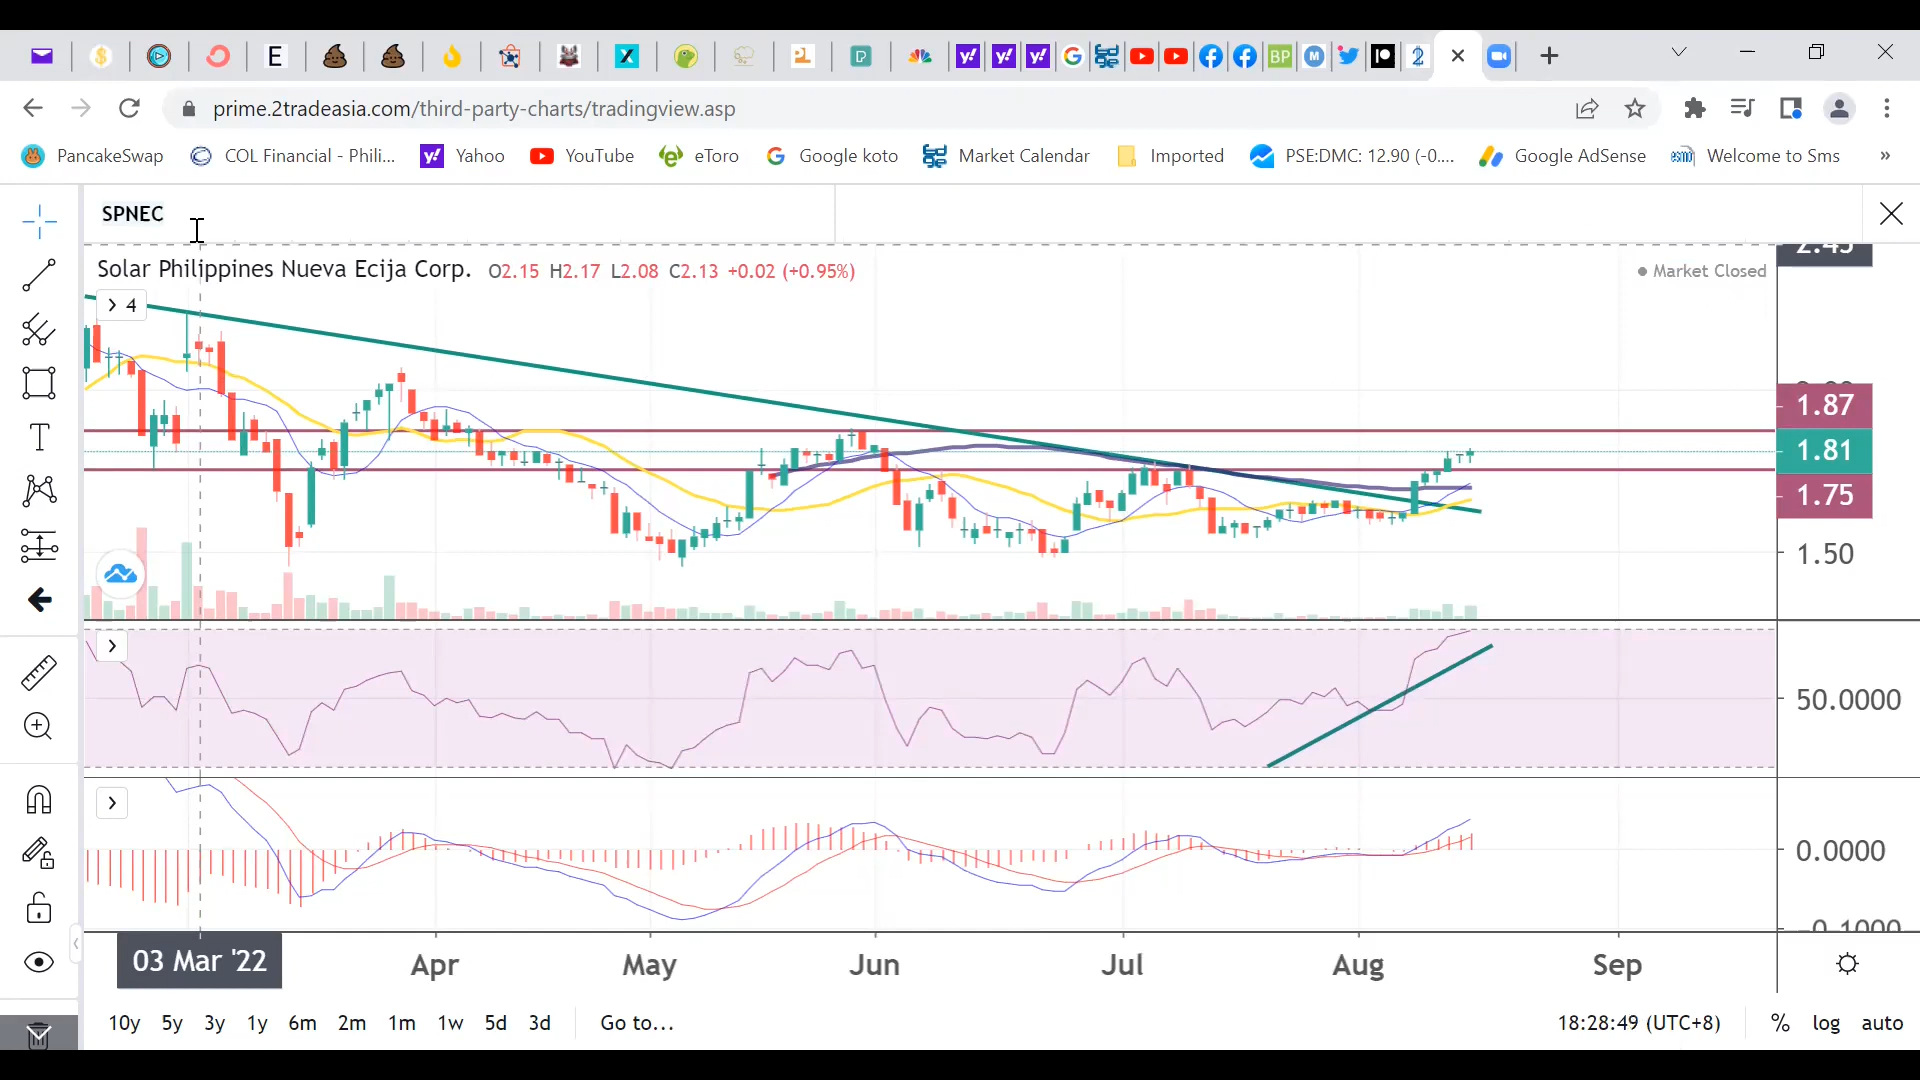 prime.2tradeasia.com/third-party-charts/tradingview.asp
PancakeSwap COL Financial - Phili... Yahoo YouTube eToro Google koto Market Calendar Imported PSE:DMC: 12.90 (-0.... Google AdSense Welcome to Sms »
SPNEC
2.45
Solar Philippines Nueva Ecija Corp. O2.15 H2.17 L2.08 C2.13 +0.02 (+0.95%)
Market Closed
4
1.87
1.81
1.75
1.50
50.0000
0.0000
-0.1000
03 Mar '22 Apr May Jun Jul Aug Sep
10y 5y 3y 1y 6m 2m 1m 1w 5d 3d Go to... 18:28:49 (UTC+8) % log auto